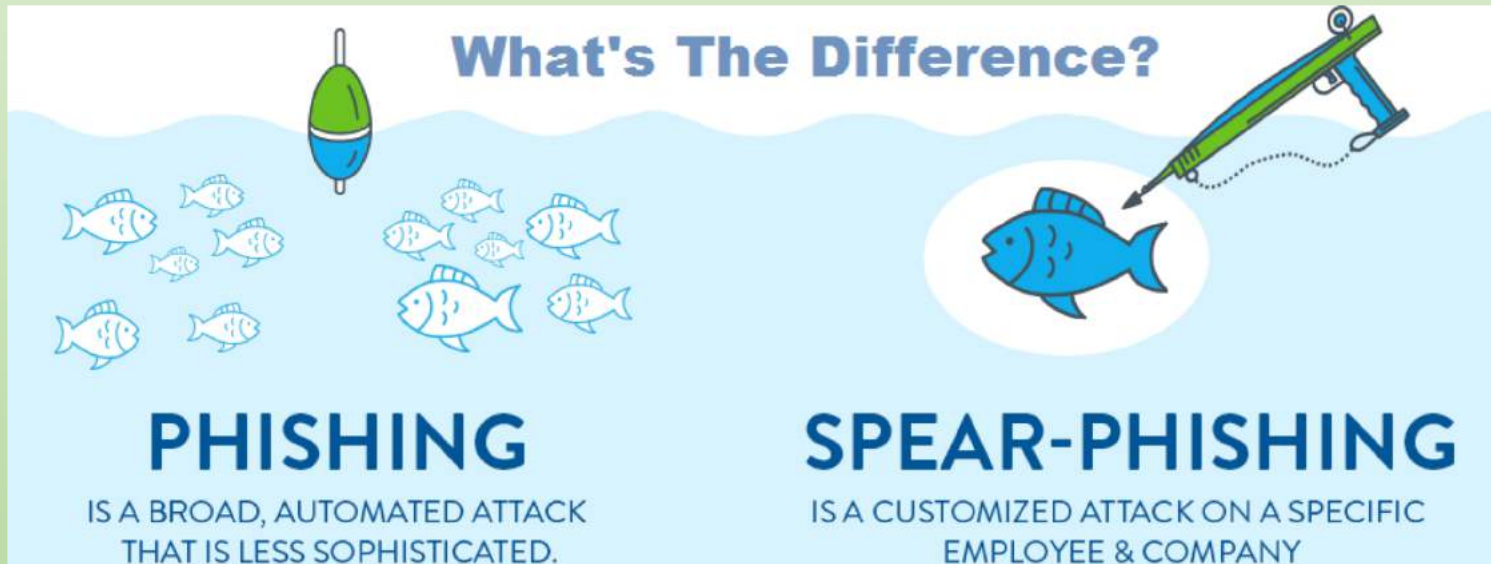 What's The Difference?
PHISHING
IS A BROAD, AUTOMATED ATTACK
THAT IS LESS SOPHISTICATED.
SPEAR-PHISHING
IS A CUSTOMIZED ATTACK ON A SPECIFIC
EMPLOYEE & COMPANY